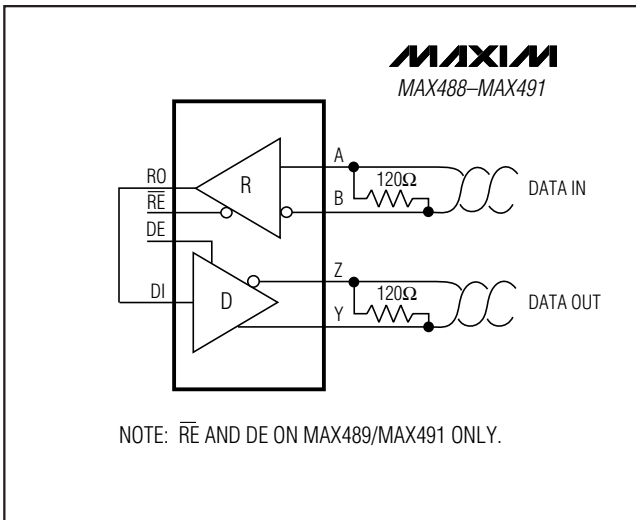 MAXIM
MAX488–MAX491
A
120Ω
RO
R
DATA IN
RE
B
DE
Z
120Ω
DI
D
DATA OUT
Y
NOTE: RE AND DE ON MAX489/MAX491 ONLY.